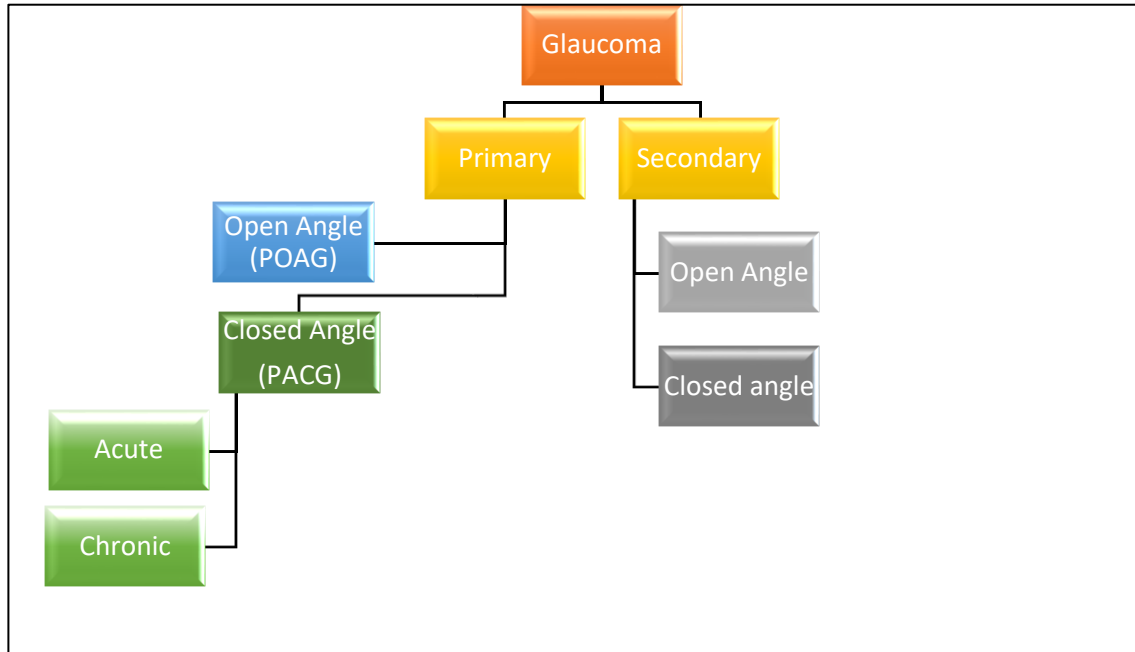 Glaucoma
Primary
Secondary
Open Angle
(POAG)
Open Angle
Closed Angle
(PACG)
Closed angle
Acute
Chronic